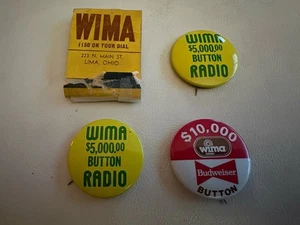 WIMA
1150 ON YOUR DIAL
223 N. MAIN ST.
LIMA, OHIO
WIMA
$5,000.00
BUTTON
RADIO
WIMA
$5,000.00
BUTTON
RADIO
$10,000
wima
Budweiser
BUTTON